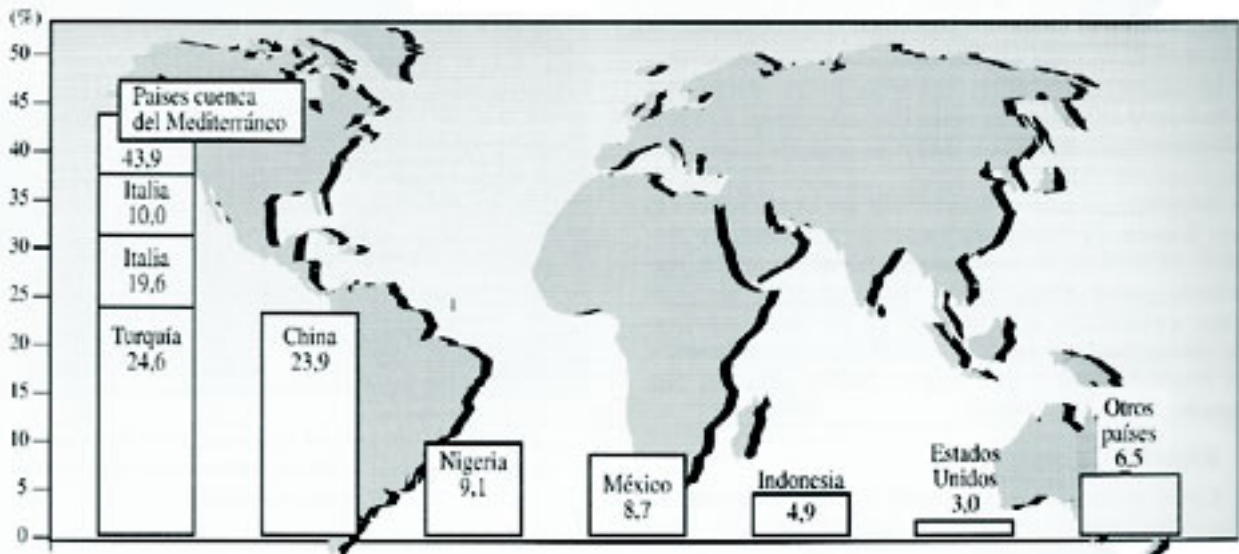 (%)
50
45
40
35
30
25
20
15
10
5
0
Países cuenca
del Mediterráneo
43,9
Italia
10,0
Italia
19,6
Turquía
24,6
China
23,9
Nigeria
9,1
México
8,7
Indonesia
4,9
Estados
Unidos
3,0
Otros
países
6,5